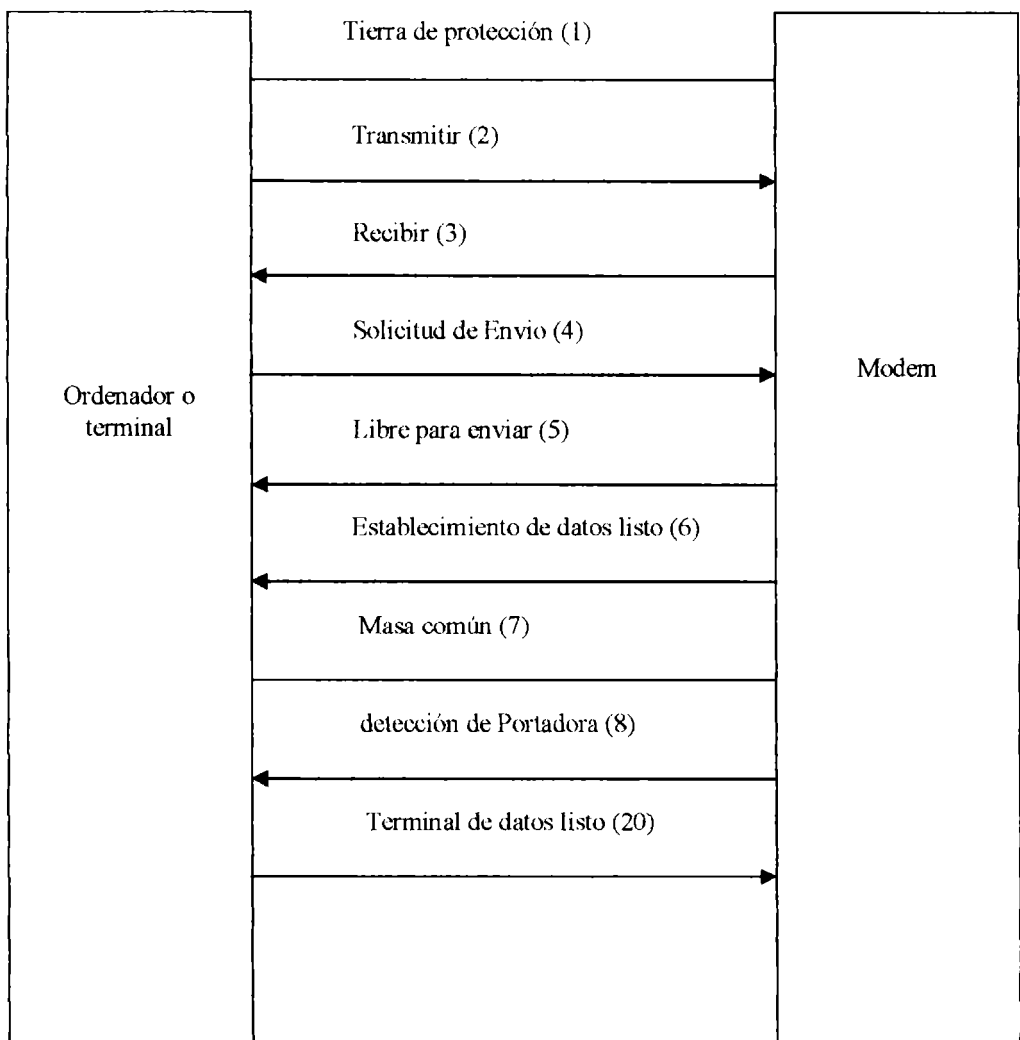 Tierra de protección (1)
Transmitir (2)
Recibir (3)
Solicitud de Envio (4)
Modem
Ordenador o
terminal
Libre para enviar (5)
Establecimiento de datos listo (6)
Masa común (7)
detección de Portadora (8)
Terminal de datos listo (20)